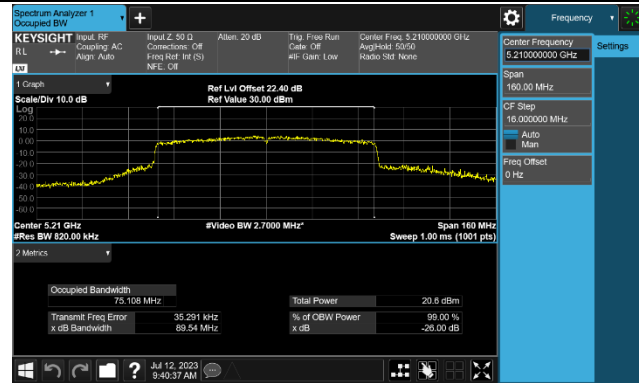 Spectrum Analyzer 1
Occupied BW
+
Frequency
KEYSIGHT Input: RF
RL
Coupling: AC
Align: Auto
LXI
Input Z: 50 Ω
Corrections: Off
Freq Ref: Int (S)
NFE: Off
Atten: 20 dB
Trig: Free Run
Gate: Off
#IF Gain: Low
Center Freq: 5.210000000 GHz
Avg|Hold: 50/50
Radio Std: None
Center Frequency
5.210000000 GHz
Settings
Span
160.00 MHz
CF Step
16.000000 MHz
Auto
Man
Freq Offset
0 Hz
1 Graph
Scale/Div 10.0 dB
Ref Lvl Offset 22.40 dB
Ref Value 30.00 dBm
Log
20.0
10.0
0.00
-10.0
-20.0
-30.0
-40.0
-50.0
-60.0
Center 5.21 GHz
#Res BW 820.00 kHz
#Video BW 2.7000 MHz*
Span 160 MHz
Sweep 1.00 ms (1001 pts)
2 Metrics
Occupied Bandwidth
75.108 MHz
Total Power 20.6 dBm
Transmit Freq Error 35.291 kHz
% of OBW Power 99.00 %
x dB Bandwidth 89.54 MHz
x dB -26.00 dB
?
Jul 12, 2023
9:40:37 AM